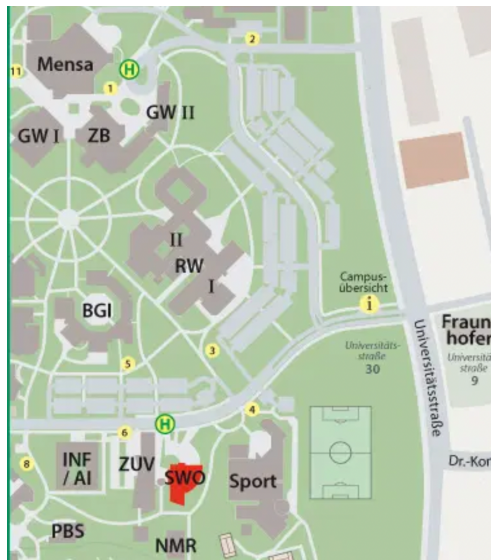 2
Mensa
H
11
1
GW II
GW I
ZB
II
RW
I
Campus-
übersicht
i
BGI
Fraun
hofer
Universitäts-
straße
30
Universitä
straße
9
Universitätsstraße
3
5
4
H
6
8
INF
/ AI
ZUV
SWO
Sport
Dr.-Kon
PBS
NMR